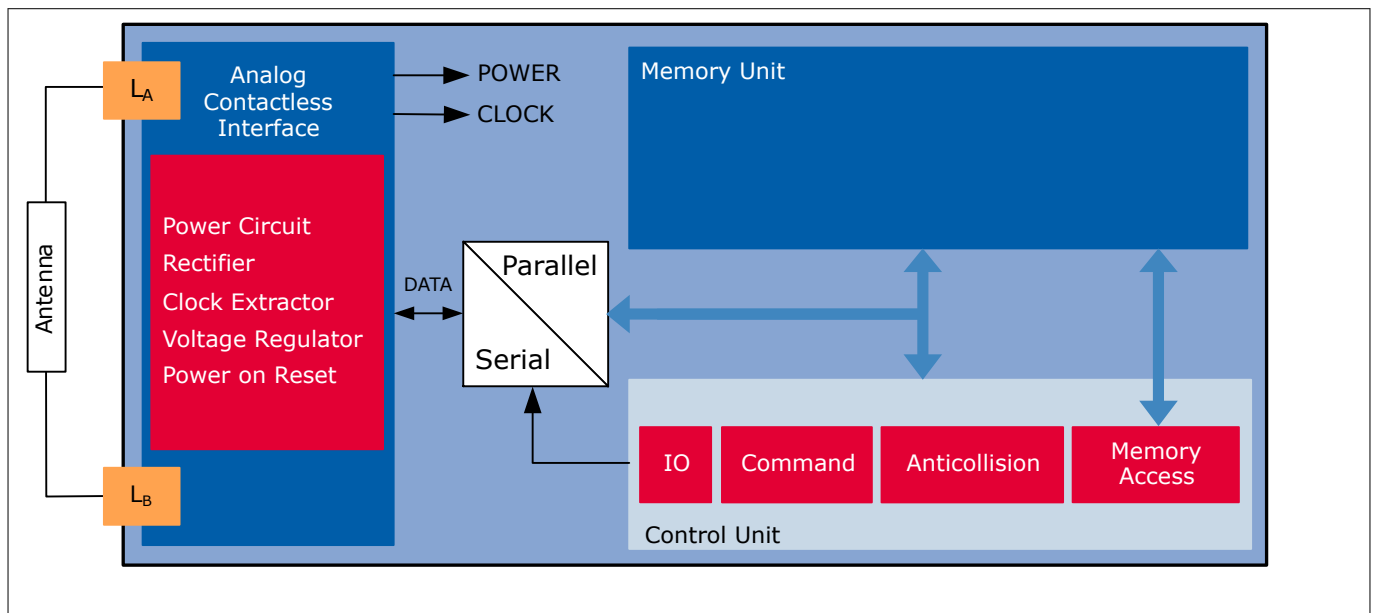 Antenna
LA
LB
Analog
Contactless
Interface
Power Circuit
Rectifier
Clock Extractor
Voltage Regulator
Power on Reset
POWER
CLOCK
DATA
Parallel
Serial
Memory Unit
IO
Command
Anticollision
Memory
Access
Control Unit